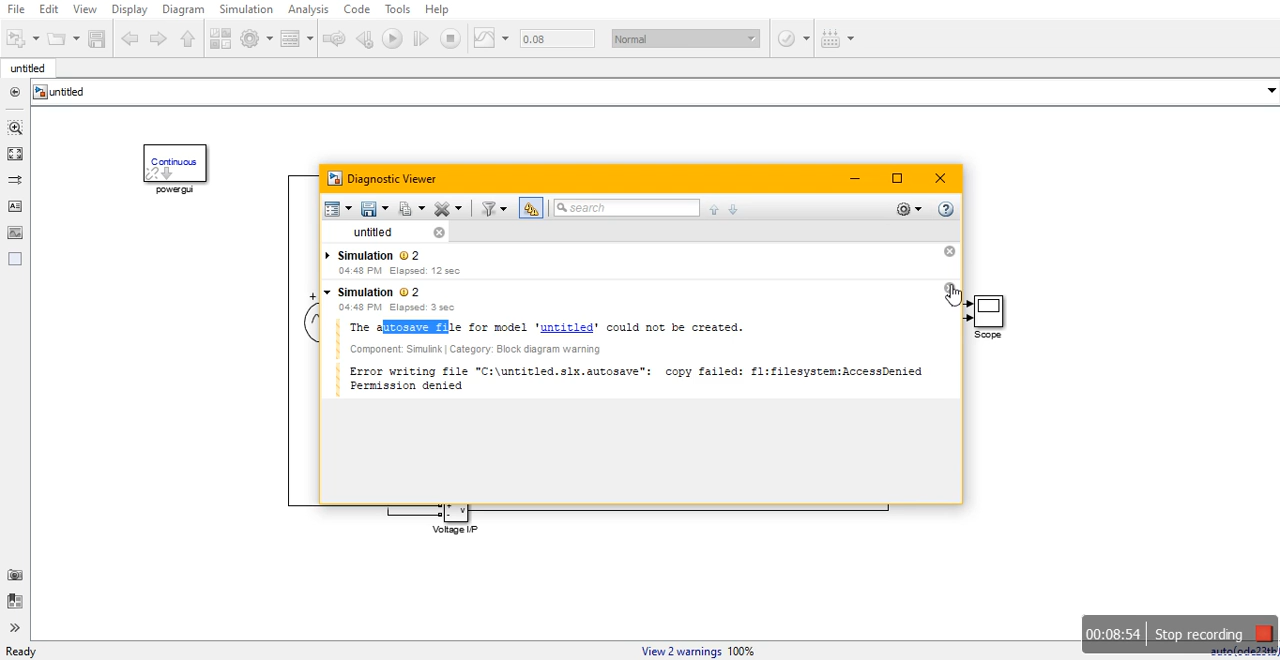 File Edit View Display Diagram Simulation Analysis Code Tools Help
0.08 Normal
untitled
untitled
Continuous
powergui
Diagnostic Viewer
search
untitled
Simulation 2
04:48 PM Elapsed: 12 sec
Simulation 2
04:48 PM Elapsed: 3 sec
The autosave file for model 'untitled' could not be created.
Component: Simulink | Category: Block diagram warning
Error writing file "C:\untitled.slx.autosave": copy failed: fl:filesystem:AccessDenied
Permission denied
+
Scope
+ v
-
Voltage I/P
00:08:54 Stop recording
Ready View 2 warnings 100% auto(ode23tb)